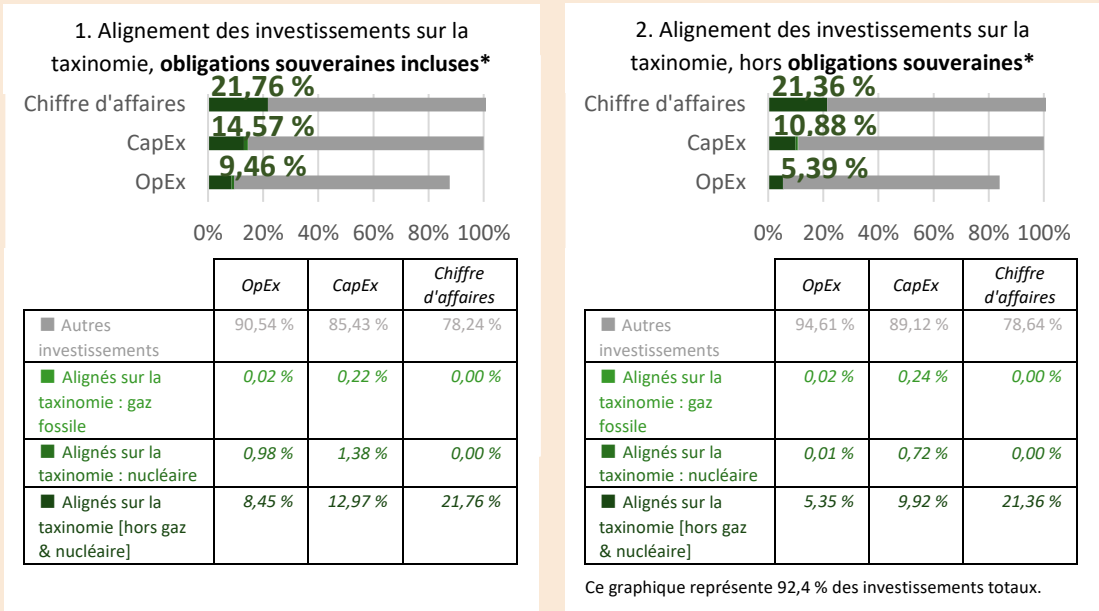 1. Alignement des investissements sur la
taxinomie, obligations souveraines incluses*
Chiffre d'affaires 21,76 %
CapEx 14,57 %
OpEx 9,46 %
0% 20% 40% 60% 80% 100%
OpEx CapEx Chiffre
d'affaires
Autres 90,54 % 85,43 % 78,24 %
investissements
Alignés sur la 0,02 % 0,22 % 0,00 %
taxinomie : gaz
fossile
Alignés sur la 0,98 % 1,38 % 0,00 %
taxinomie : nucléaire
Alignés sur la 8,45 % 12,97 % 21,76 %
taxinomie [hors gaz
& nucléaire]
2. Alignement des investissements sur la
taxinomie, hors obligations souveraines*
Chiffre d'affaires 21,36 %
CapEx 10,88 %
OpEx 5,39 %
0% 20% 40% 60% 80% 100%
OpEx CapEx Chiffre
d'affaires
Autres 94,61 % 89,12 % 78,64 %
investissements
Alignés sur la 0,02 % 0,24 % 0,00 %
taxinomie : gaz
fossile
Alignés sur la 0,01 % 0,72 % 0,00 %
taxinomie : nucléaire
Alignés sur la 5,35 % 9,92 % 21,36 %
taxinomie [hors gaz
& nucléaire]
Ce graphique représente 92,4 % des investissements totaux.